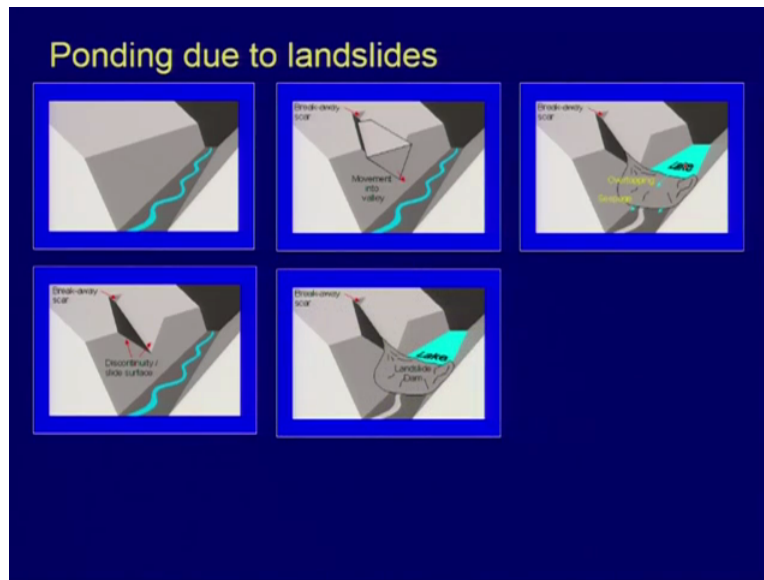 Ponding due to landslides
Break-away
scar
Movement
into
valley
Break-away
scar
Lake
Overtopping
Seepage
Break-away
scar
Discontinuity /
slide surface
Break-away
scar
Lake
Landslide
Dam